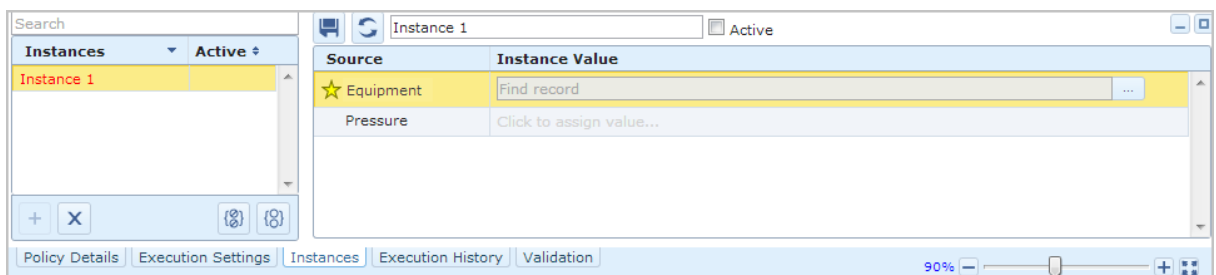 Search
Instances Active
Instance 1
Instance 1 Active
Source Instance Value
Equipment Find record ...
Pressure Click to assign value...
Policy Details Execution Settings Instances Execution History Validation
90%